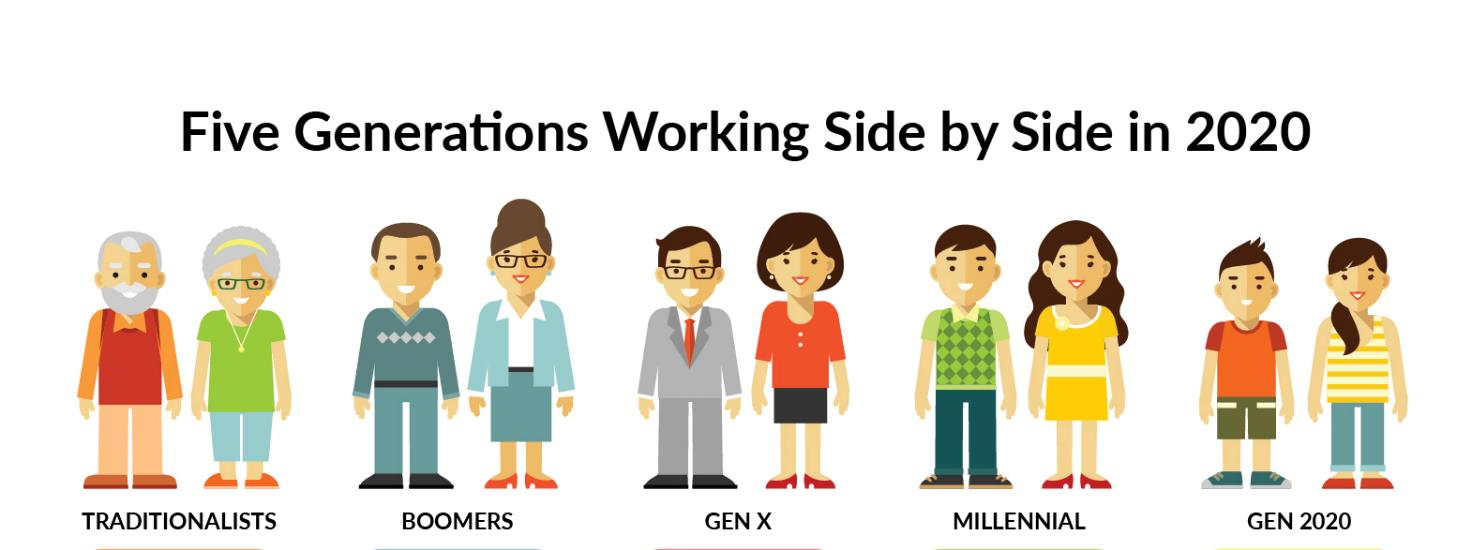 Five Generations Working Side by Side in 2020
TRADITIONALISTS
BOOMERS
GEN X
MILLENNIAL
GEN 2020